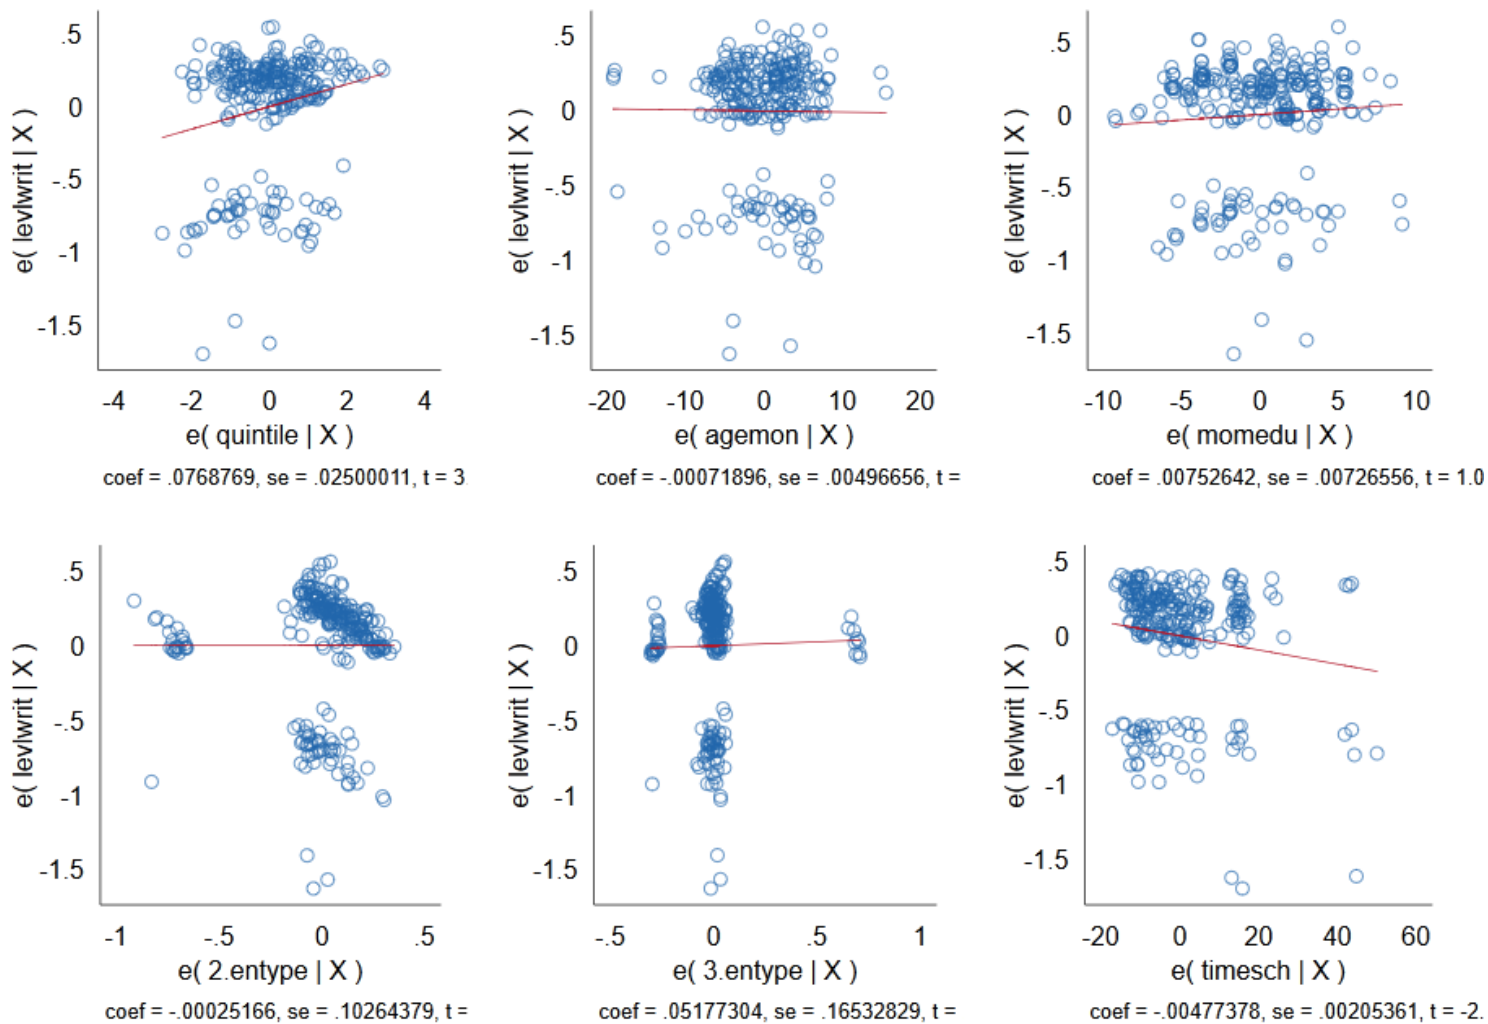 .5
0
-.5
-1
-1.5
e( levlwrit | X )
-4 -2 0 2 4
e( quintile | X )
coef = .0768769, se = .02500011, t = 3
.5
0
-.5
-1
-1.5
e( levlwrit | X )
-20 -10 0 10 20
e( agemon | X )
coef = -.00071896, se = .00496656, t =
.5
0
-.5
-1
-1.5
e( levlwrit | X )
-10 -5 0 5 10
e( momedu | X )
coef = .00752642, se = .00726556, t = 1.0
.5
0
-.5
-1
-1.5
e( levlwrit | X )
-1 -.5 0 .5
e( 2.entype | X )
coef = -.00025166, se = .10264379, t =
.5
0
-.5
-1
-1.5
e( levlwrit | X )
-.5 0 .5 1
e( 3.entype | X )
coef = .05177304, se = .16532829, t =
.5
0
-.5
-1
-1.5
e( levlwrit | X )
-20 0 20 40 60
e( timesch | X )
coef = -.00477378, se = .00205361, t = -2.